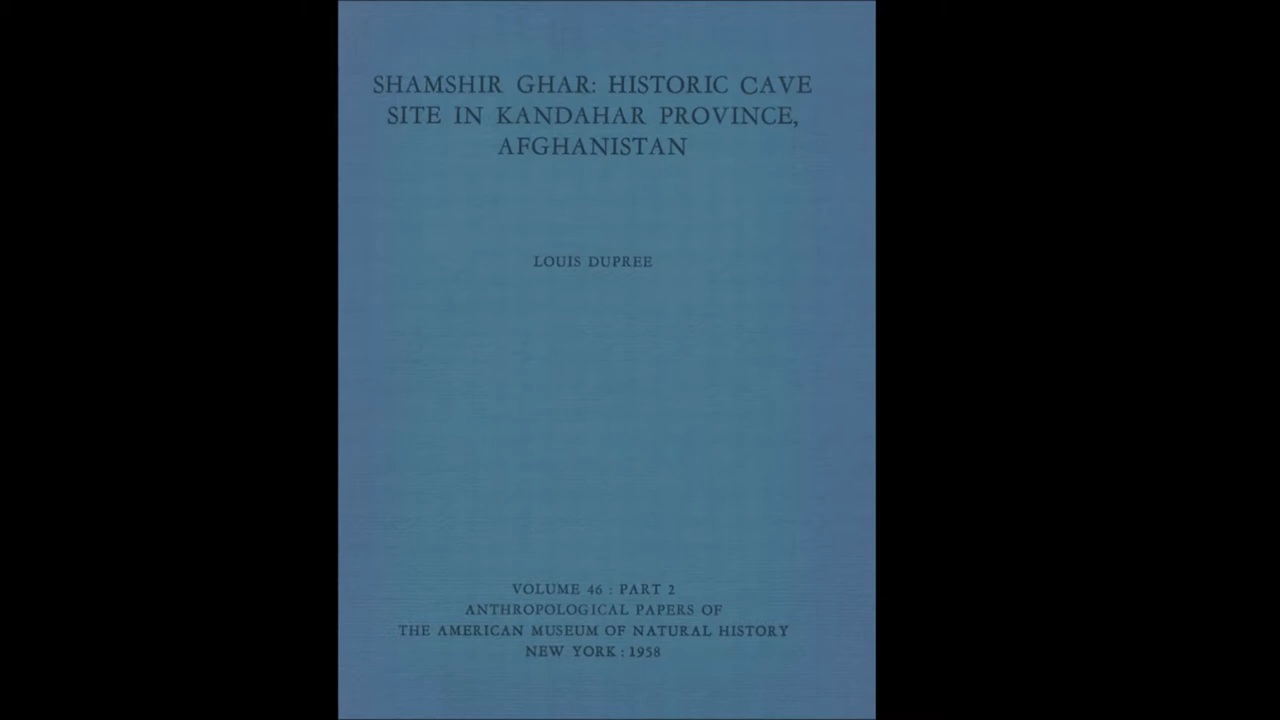 SHAMSHIR GHAR: HISTORIC CAVE
SITE IN KANDAHAR PROVINCE,
AFGHANISTAN
LOUIS DUPREE
VOLUME 46 : PART 2
ANTHROPOLOGICAL PAPERS OF
THE AMERICAN MUSEUM OF NATURAL HISTORY
NEW YORK : 1958